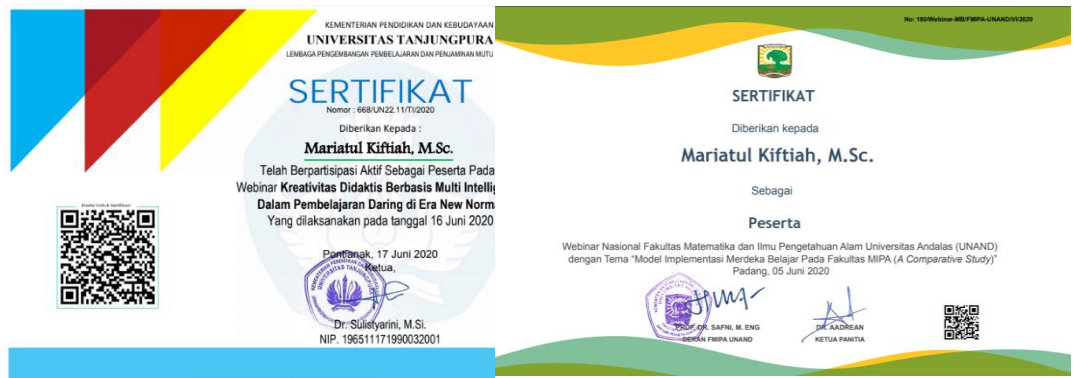 KEMENTERIAN PENDIDIKAN DAN KEBUDAYAAN
UNIVERSITAS TANJUNGPURA
LEMBAGA PENGEMBANGAN PEMBELAJARAN DAN PENJAMINAN MUTU
SERTIFIKAT
Nomor : 668/UN22.11/TI/2020
Diberikan Kepada :
Mariatul Kiftiah, M.Sc.
Telah Berpartisipasi Aktif Sebagai Peserta Pada
Webinar Kreativitas Didaktis Berbasis Multi Intellig
Dalam Pembelajaran Daring di Era New Norma
Yang dilaksanakan pada tanggal 16 Juni 2020
Pontianak, 17 Juni 2020
Ketua,
Dr. Sulistyarini, M.Si.
NIP. 196511171990032001
No: 180/Webinar-MB/FMIPA-UNAND/VI/2020
SERTIFIKAT
Diberikan kepada
Mariatul Kiftiah, M.Sc.
Sebagai
Peserta
Webinar Nasional Fakultas Matematika dan Ilmu Pengetahuan Alam Universitas Andalas (UNAND)
dengan Tema “Model Implementasi Merdeka Belajar Pada Fakultas MIPA (A Comparative Study)”
Padang, 05 Juni 2020
PROF. DR. SAFNI, M. ENG
DEKAN FMIPA UNAND
DR. AADREAN
KETUA PANITIA